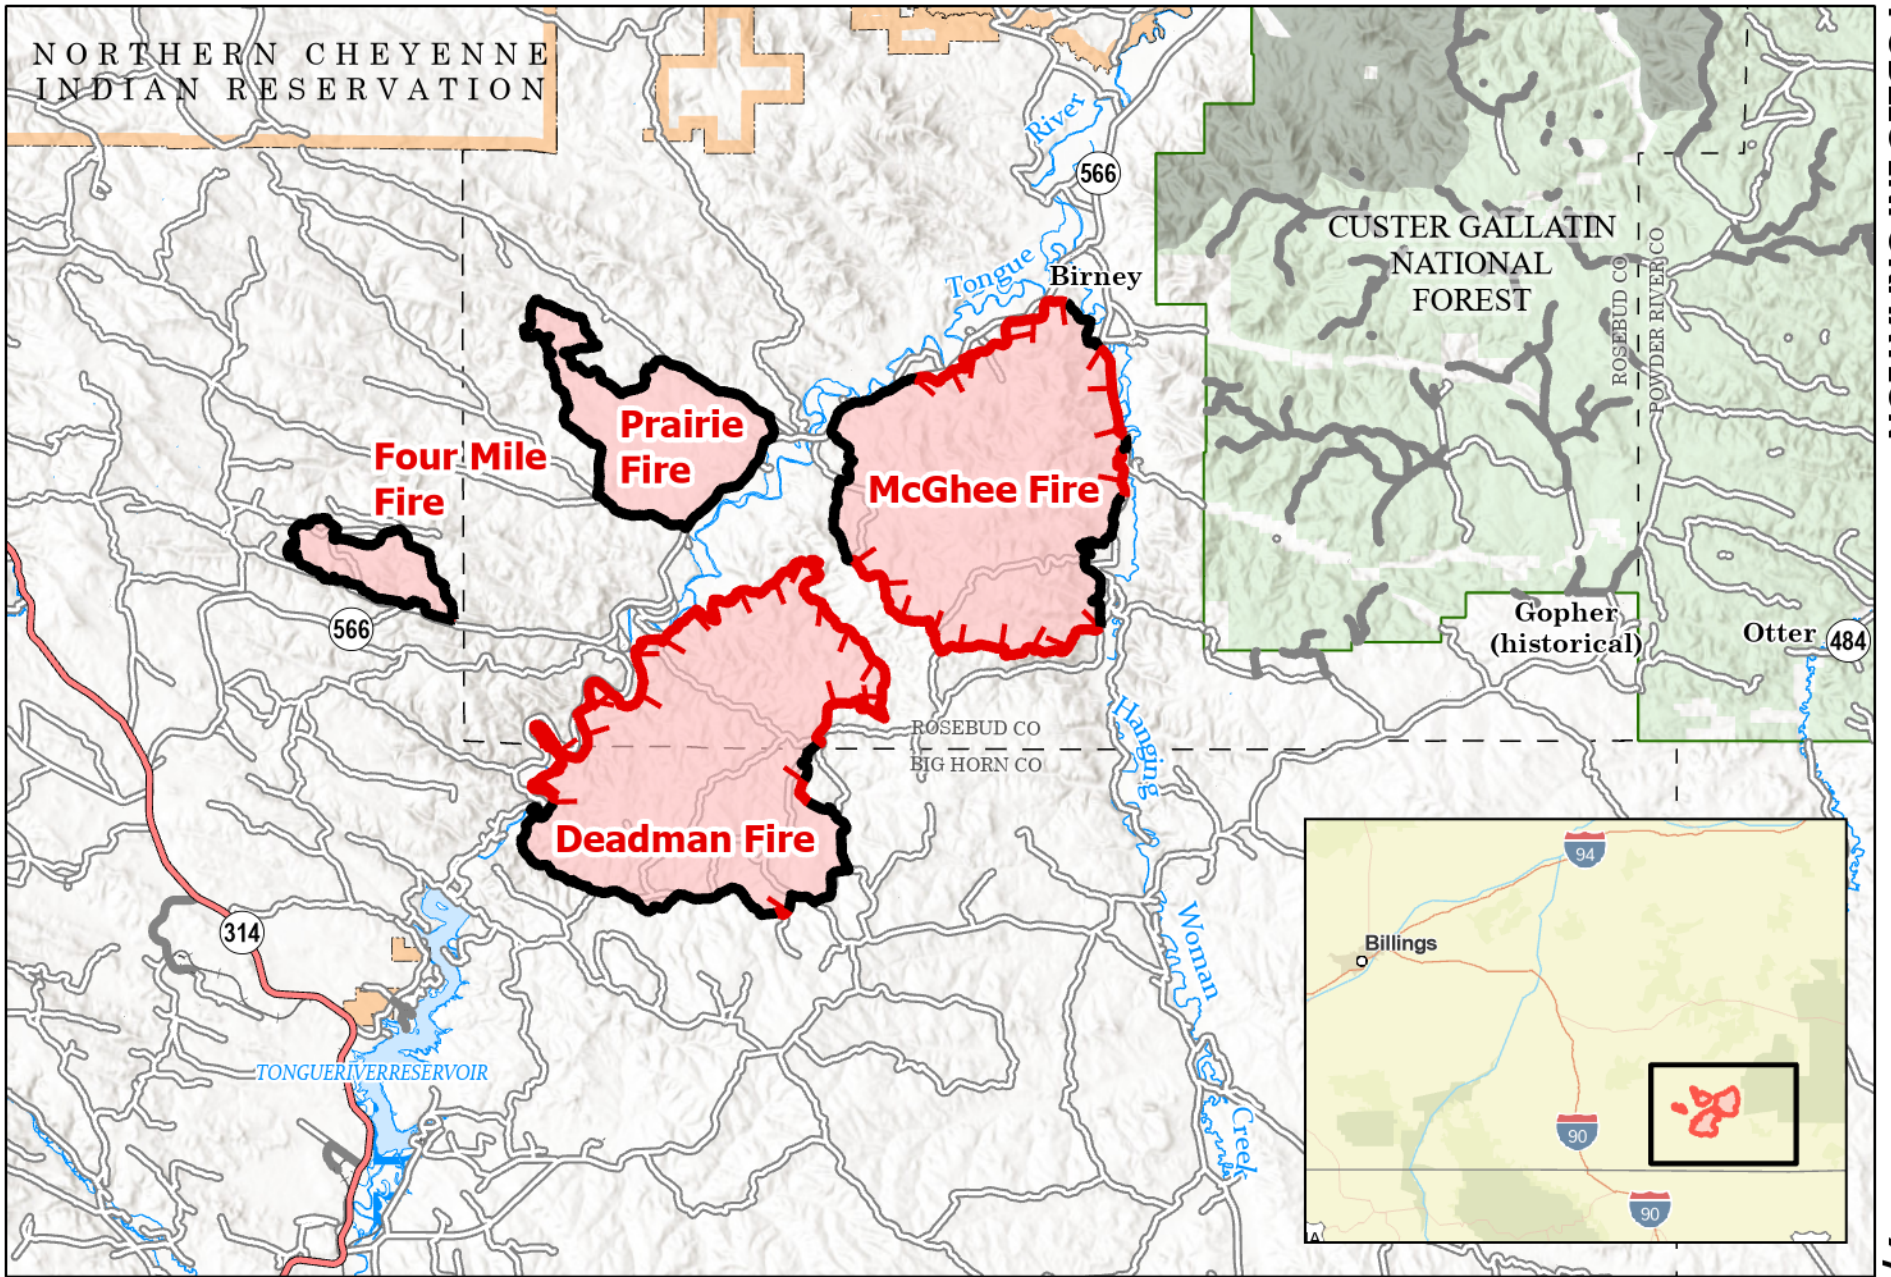 NORTHERN CHEYENNE
INDIAN RESERVATION
River
566
CUSTER GALLATIN
NATIONAL
FOREST
ROSEBUD CO
POWDER RIVER CO
Tongue
Birney
Prairie
Fire
Four Mile
Fire
McGhee Fire
566
Gopher
(historical)
Otter
484
ROSEBUD CO
BIG HORN CO
Hanging
Woman
Creek
Deadman Fire
314
TONGUERIVERRESERVOIR
94
Billings
90
90